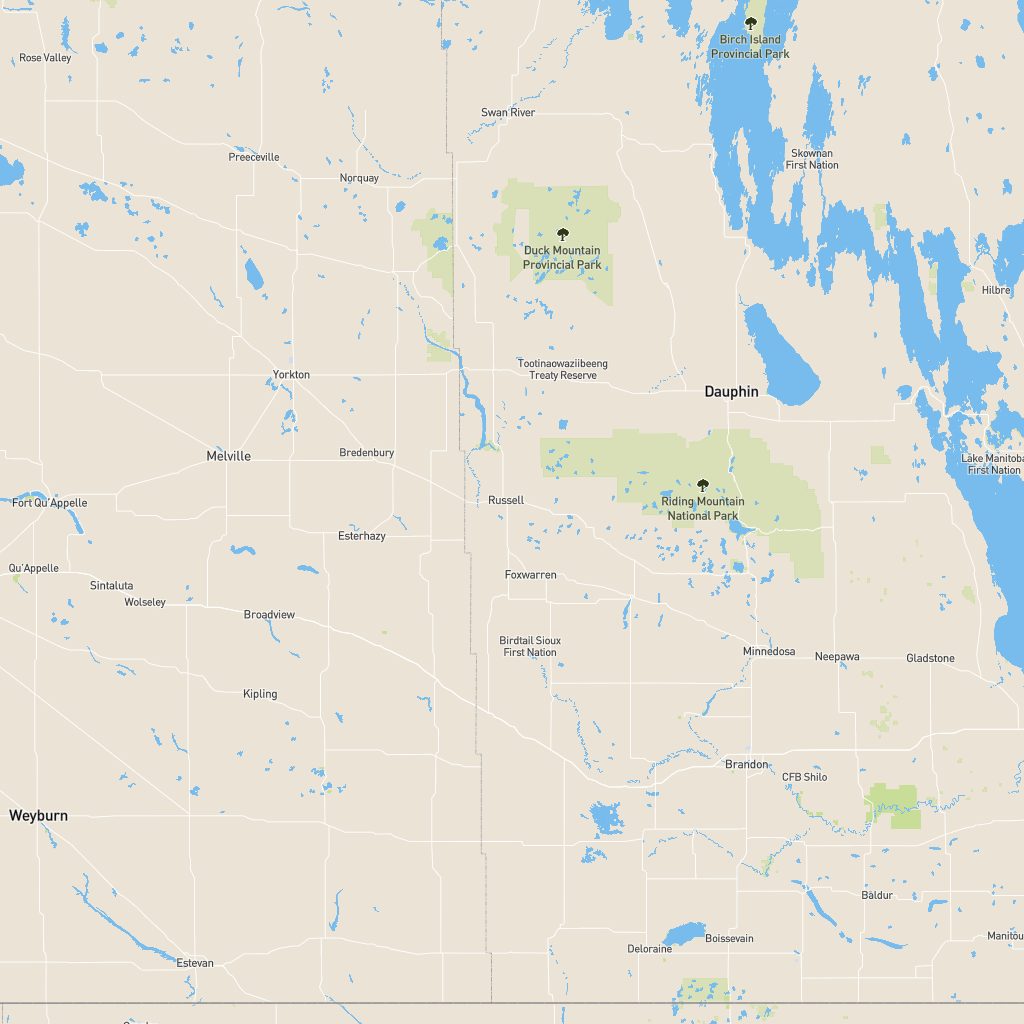 Birch Island
Provincial Park
Rose Valley
Swan River
Preeceville
Skownan
First Nation
Norquay
Duck Mountain
Provincial Park
Hilbre
Tootinaowaziibeeng
Treaty Reserve
Yorkton
Dauphin
Melville
Bredenbury
Lake Manitoba
First Nation
Fort Qu'Appelle
Russell
Riding Mountain
National Park
Esterhazy
Qu'Appelle
Foxwarren
Sintaluta
Wolseley
Broadview
Birdtail Sioux
First Nation
Minnedosa
Neepawa
Gladstone
Kipling
Brandon
CFB Shilo
Weyburn
Baldur
Boissevain
Manitou
Deloraine
Estevan